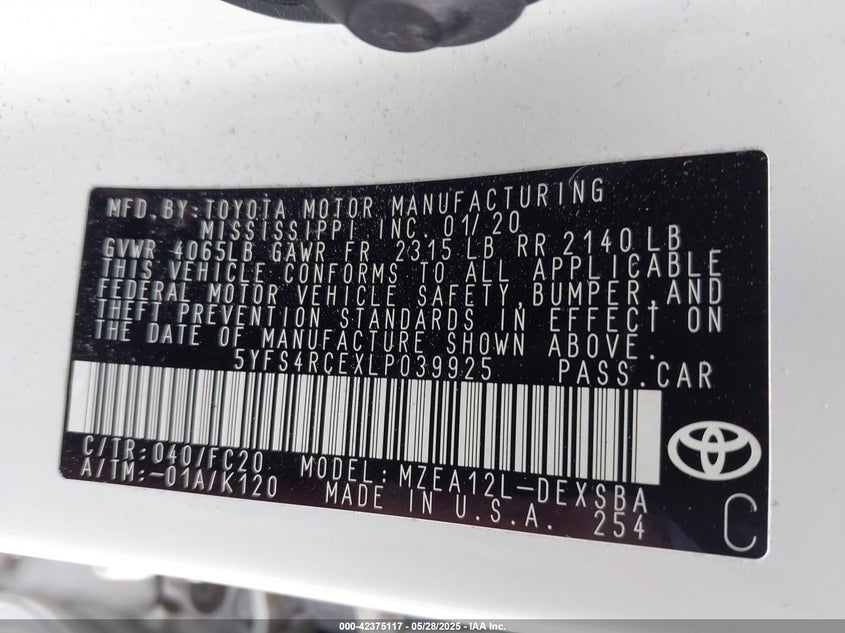 MFD. BY: TOYOTA MOTOR MANUFACTURING
MISSISSIPPI INC. 01/20
GVWR 4065LB GAWR FR 2315 LB RR 2140 LB
THIS VEHICLE CONFORMS TO ALL APPLICABLE
FEDERAL MOTOR VEHICLE SAFETY, BUMPER, AND
THEFT PREVENTION STANDARDS IN EFFECT ON
THE DATE OF MANUFACTURE SHOWN ABOVE.
5YFS4RCEXLP039925 PASS. CAR
C/TR: 040/FC20 MODEL: MZEA12L-DEXSBA
A/TM: -01A/K120 MADE IN U.S.A. 254
C
000-42375117 - 05/28/2025 - IAA Inc.